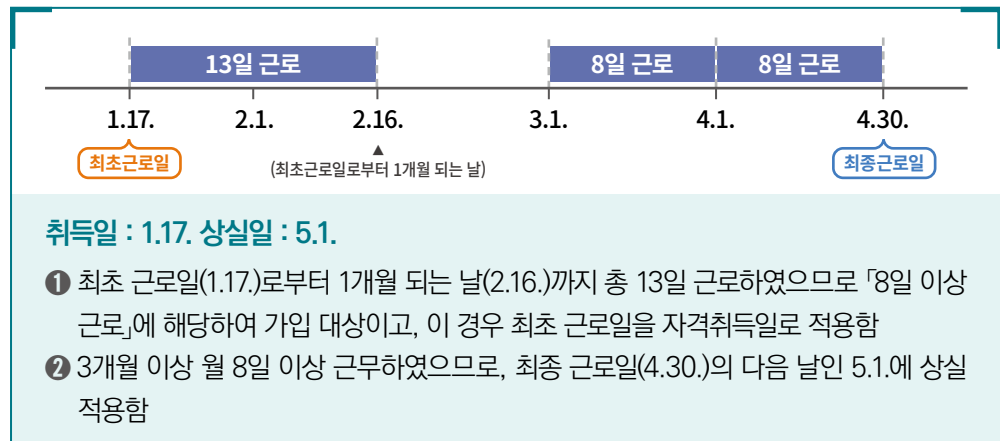 13일 근로
8일 근로
8일 근로
1.17.
2.1.
2.16.
3.1.
4.1.
4.30.
최초근로일
▲
(최초근로일로부터 1개월 되는 날)
최종근로일
취득일 : 1.17. 상실일 : 5.1.
❶ 최초 근로일(1.17.)로부터 1개월 되는 날(2.16.)까지 총 13일 근로하였으므로 「8일 이상
근로」에 해당하여 가입 대상이고, 이 경우 최초 근로일을 자격취득일로 적용함
❷ 3개월 이상 월 8일 이상 근무하였으므로, 최종 근로일(4.30.)의 다음 날인 5.1.에 상실
적용함